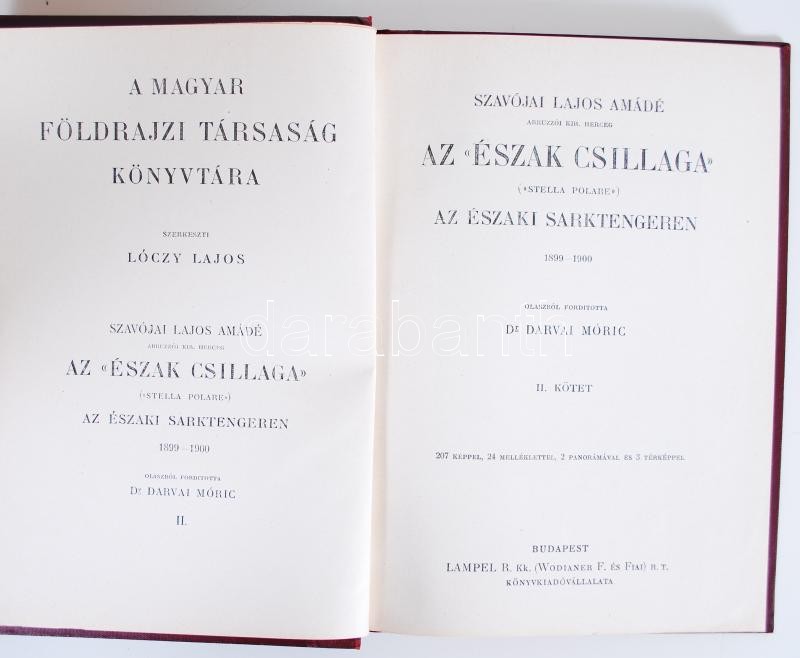 A MAGYAR
FÖLDRAJZI TÁRSASÁG
KÖNYVTÁRA
SZERKESZTI
LÓCZY LAJOS
SZAVÓJAI LAJOS AMÁDÉ
ABRUZZÓI KIR. HERCEG
AZ «ÉSZAK CSILLAGA»
(«STELLA POLARE»)
AZ ÉSZAKI SARKTENGEREN
1899–1900
OLASZBÓL FORDITOTTA
Dr DARVAI MÓRIC
II.
SZAVÓJAI LAJOS AMÁDÉ
ABRUZZÓI KIR. HERCEG
AZ «ÉSZAK CSILLAGA»
(«STELLA POLARE»)
AZ ÉSZAKI SARKTENGEREN
1899–1900
OLASZBÓL FORDITOTTA
Dr DARVAI MÓRIC
II. KÖTET
207 KÉPPEL, 24 MELLÉKLETTEL, 2 PANORÁMÁVAL ÉS 3 TÉRKÉPPEL
BUDAPEST
LAMPEL R. Kk. (WODIANER F. ÉS FIAI) R. T.
KÖNYVKIADÓVÁLLALATA
darabanth